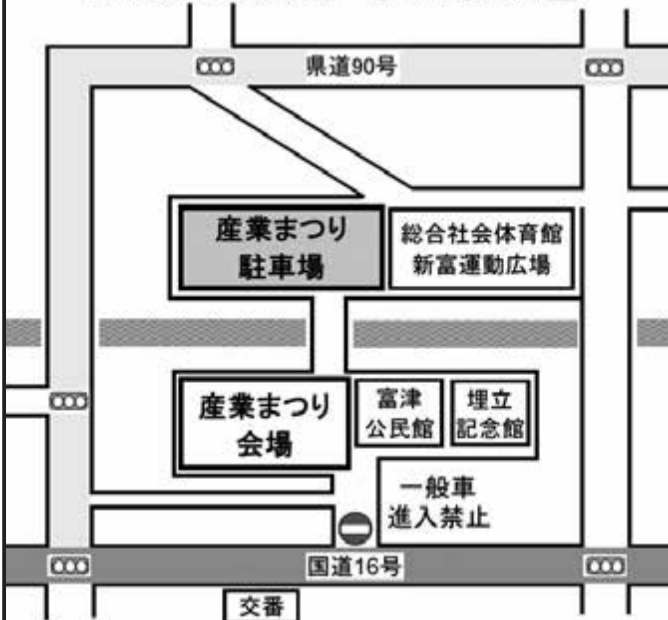 県道90号
産業まつり
駐車場
総合社会体育館
新富運動広場
産業まつり
会場
富津
公民館
埋立
記念館
一般車
進入禁止
国道16号
交番